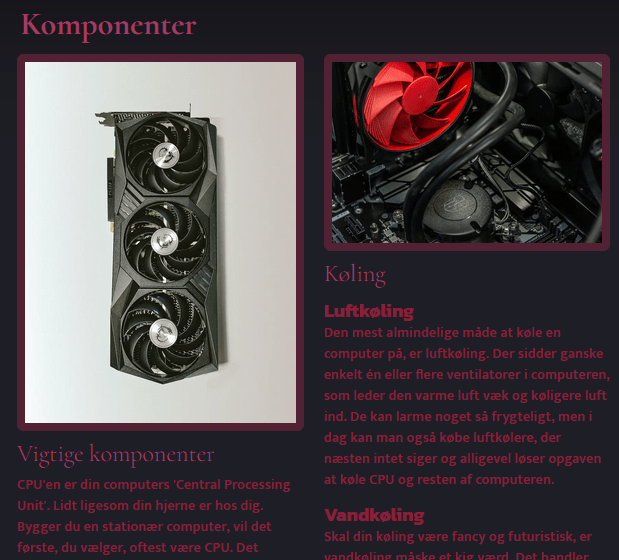 Komponenter
Vigtige komponenter
CPU'en er din computers 'Central Processing
Unit'. Lidt ligesom din hjerne er hos dig.
Bygger du en stationær computer, vil det
første, du vælger, oftest være CPU. Det
Køling
Luftkøling
Den mest almindelige måde at køle en
computer på, er luftkøling. Der sidder ganske
enkelt én eller flere ventilatorer i computeren,
som leder den varme luft væk og køligere luft
ind. De kan larme noget så frygteligt, men i
dag kan man også købe luftkølere, der
næsten intet siger og alligevel løser opgaven
at køle CPU og resten af computeren.
Vandkøling
Skal din køling være fancy og futuristisk, er
vandkøling måske et kig værd. Det handler